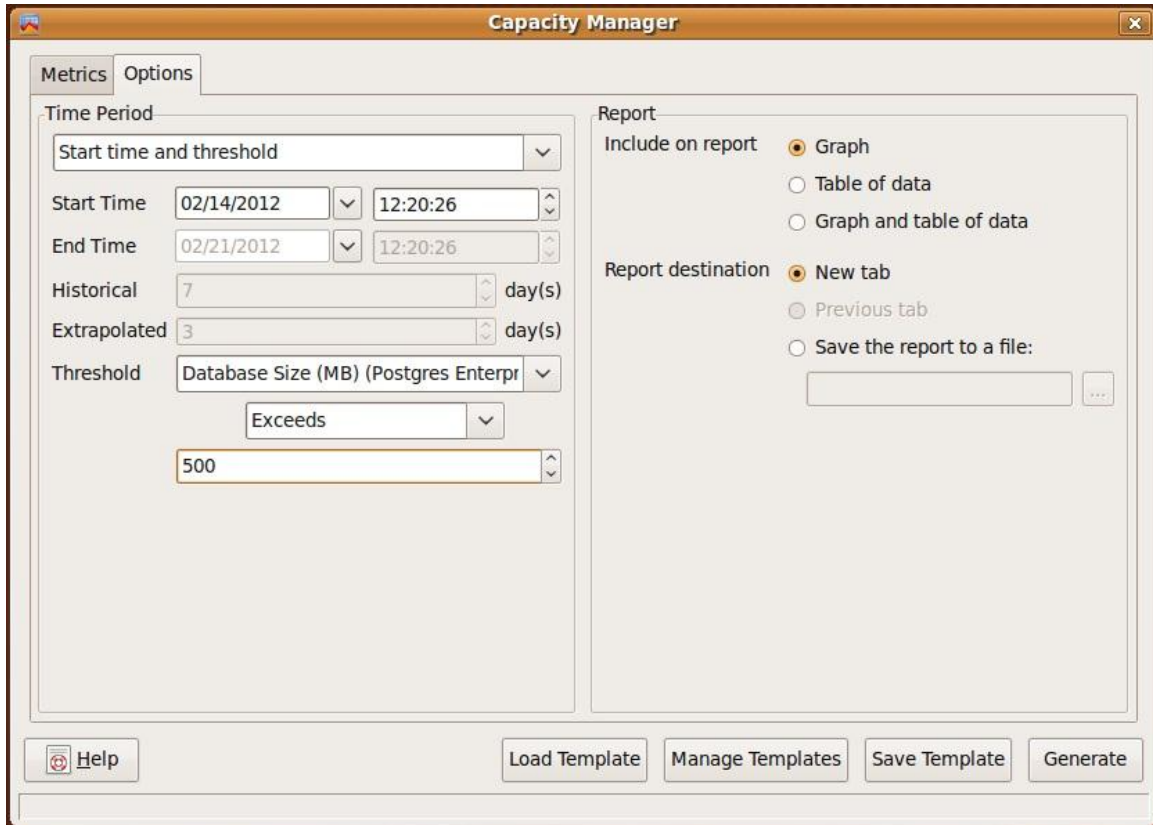 Capacity Manager
Metrics
Options
Time Period
Start time and threshold
Start Time 02/14/2012 12:20:26
End Time 02/21/2012 12:20:26
Historical 7 day(s)
Extrapolated 3 day(s)
Threshold Database Size (MB) (Postgres Enterpr
Exceeds
500
Report
Include on report Graph
Table of data
Graph and table of data
Report destination New tab
Previous tab
Save the report to a file:
...
Help
Load Template
Manage Templates
Save Template
Generate